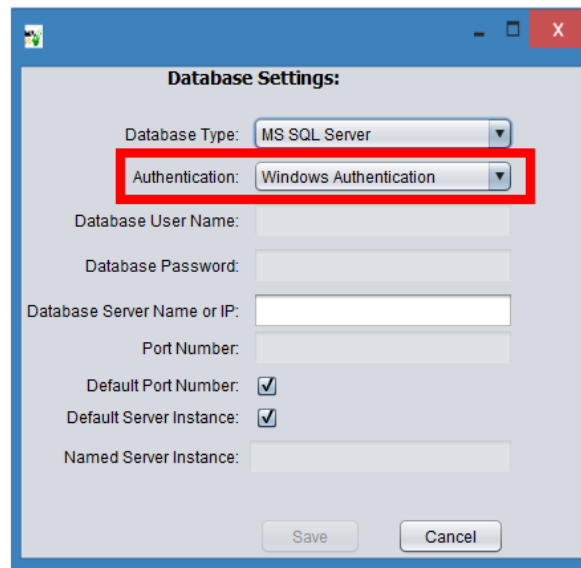 Database Settings:
Database Type: MS SQL Server
Authentication: Windows Authentication
Database User Name:
Database Password:
Database Server Name or IP:
Port Number:
Default Port Number:
Default Server Instance:
Named Server Instance:
Save Cancel